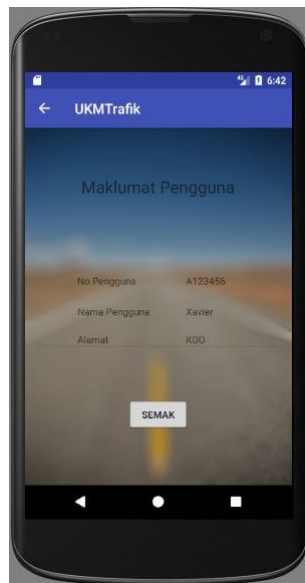 6:42
UKMTrafik
Maklumat Pengguna
No Pengguna A123456
Nama Pengguna Xavier
Alamat KDO
SEMAK